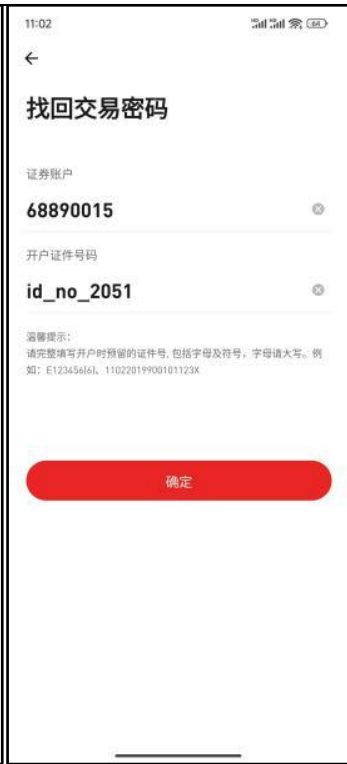 11:02
64
找回交易密码
证券账户
68890015
开户证件号码
id_no_2051
温馨提示：
请完整填写开户时预留的证件号, 包括字母及符号，字母请大写。例
如：E123456(6)、11022019900101123X
确定